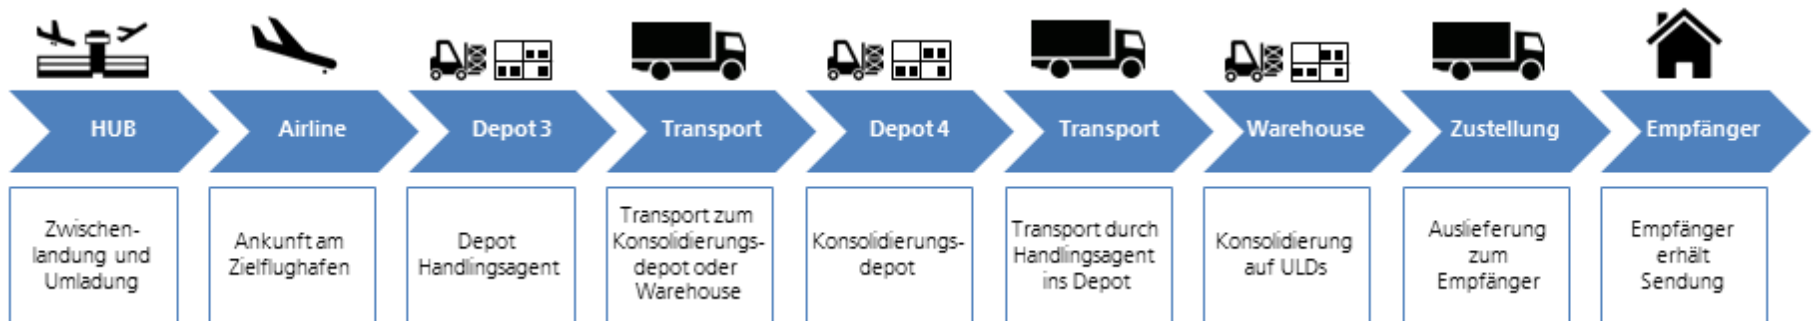 HUB
Airline
Depot 3
Transport
Depot 4
Transport
Warehouse
Zustellung
Empfänger
Zwischen-
landung und
Umladung
Ankunft am
Zielflughafen
Depot
Handlingsagent
Transport zum
Konsolidierungs-
depot oder
Warehouse
Konsolidierungs-
depot
Transport durch
Handlingsagent
ins Depot
Konsolidierung
auf ULDs
Auslieferung
zum
Empfänger
Empfänger
erhält
Sendung